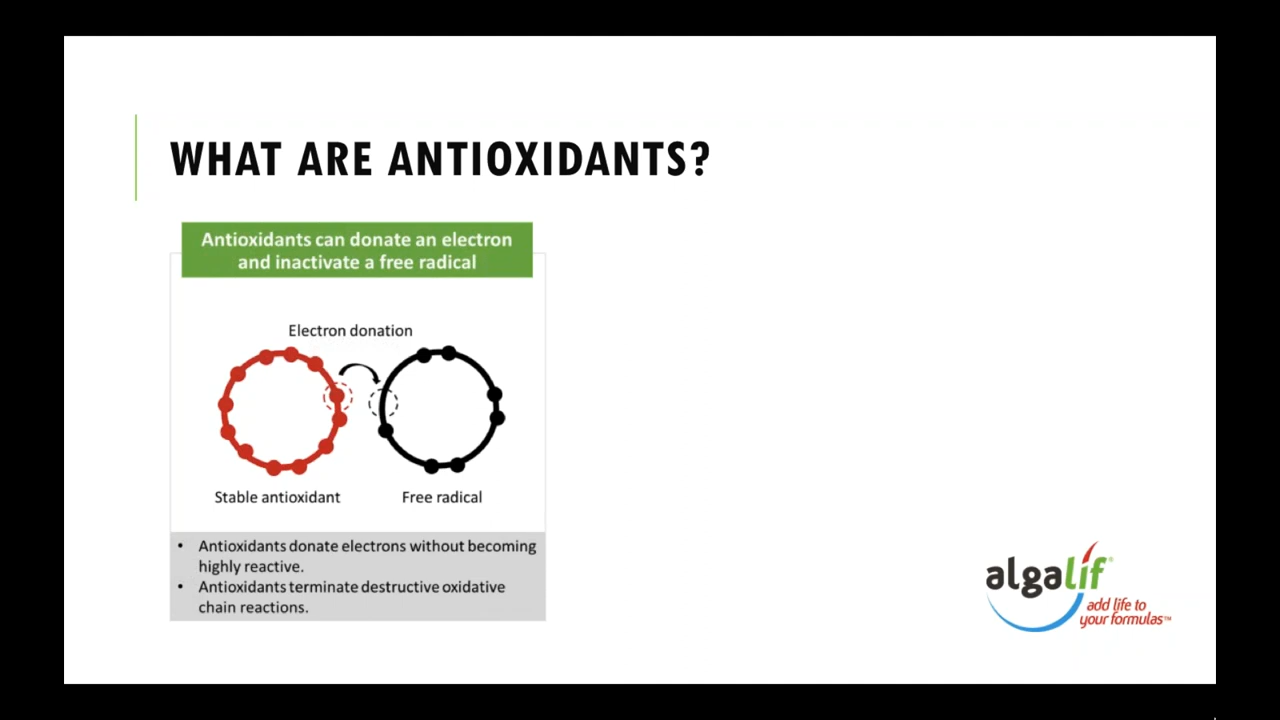 WHAT ARE ANTIOXIDANTS?
Antioxidants can donate an electron
and inactivate a free radical
Electron donation
Stable antioxidant
Free radical
• Antioxidants donate electrons without becoming
highly reactive.
• Antioxidants terminate destructive oxidative
chain reactions.
algalif®
add life to
your formulas™